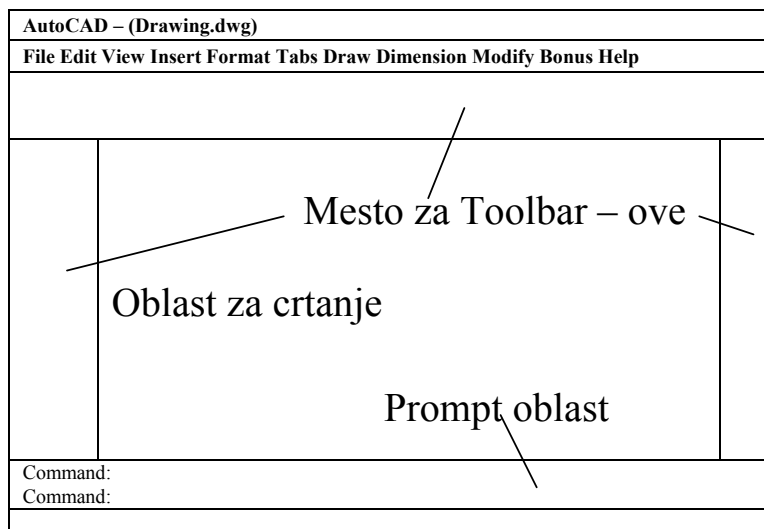 AutoCAD – (Drawing.dwg)
File Edit View Insert Format Tabs Draw Dimension Modify Bonus Help
Mesto za Toolbar – ove
Oblast za crtanje
Prompt oblast
Command:
Command: